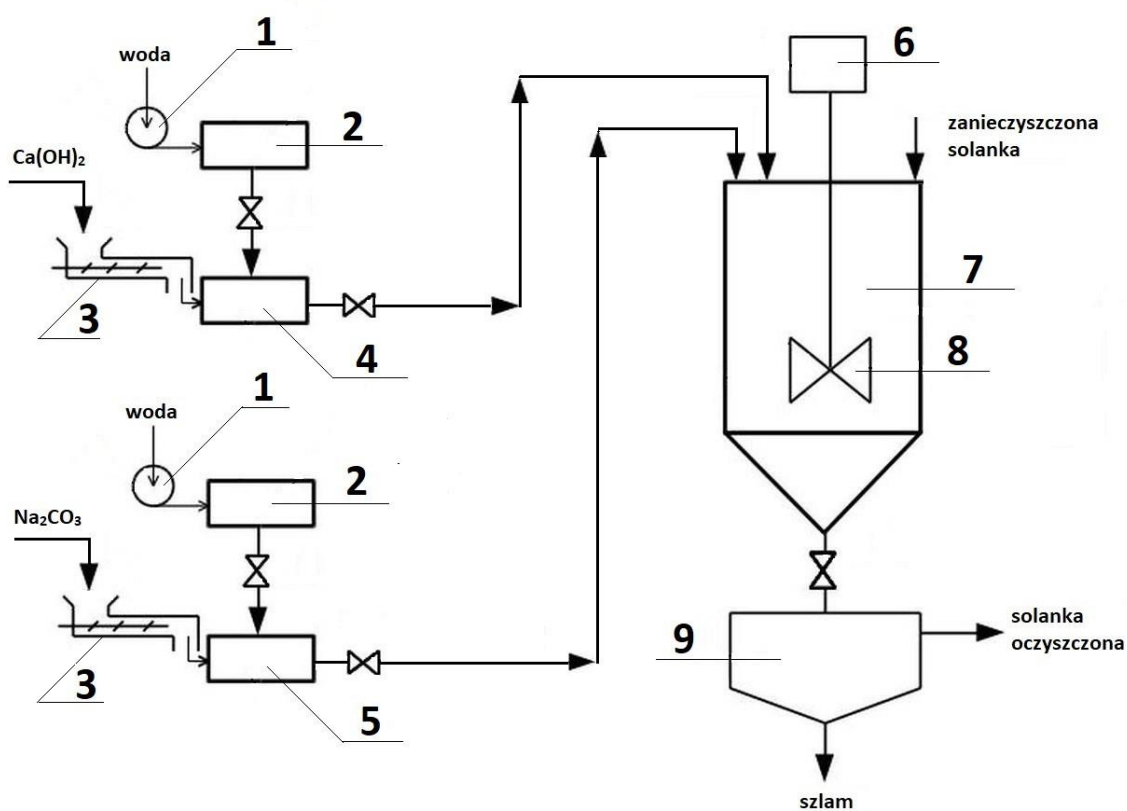 1
woda
2
Ca(OH)₂
3
4
6
zanieczyszczona
solanka
7
8
1
woda
2
Na₂CO₃
3
5
9
solanka
oczyszczona
szlam